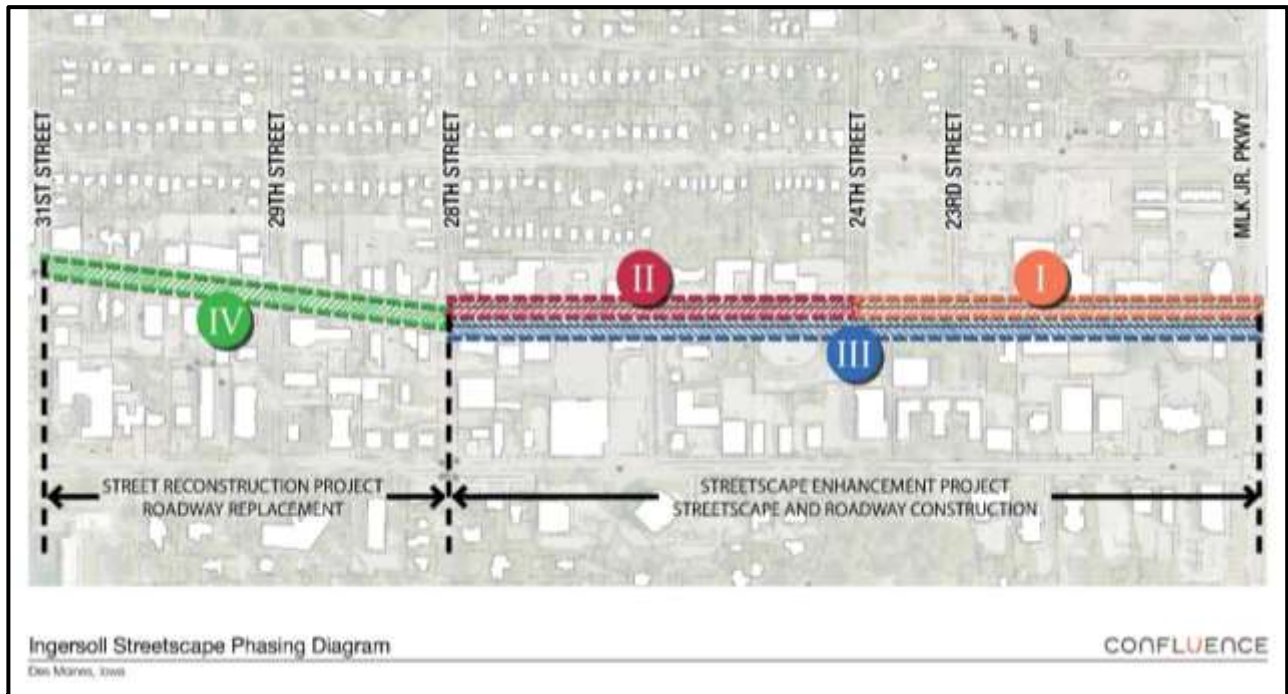 31ST STREET
29TH STREET
28TH STREET
24TH STREET
23RD STREET
MLK JR. PKWY
II
I
IV
III
STREET RECONSTRUCTION PROJECT
ROADWAY REPLACEMENT
STREETSCAPE ENHANCEMENT PROJECT
STREETSCAPE AND ROADWAY CONSTRUCTION
Ingersoll Streetscape Phasing Diagram
CONFLUENCE
Des Moines, Iowa